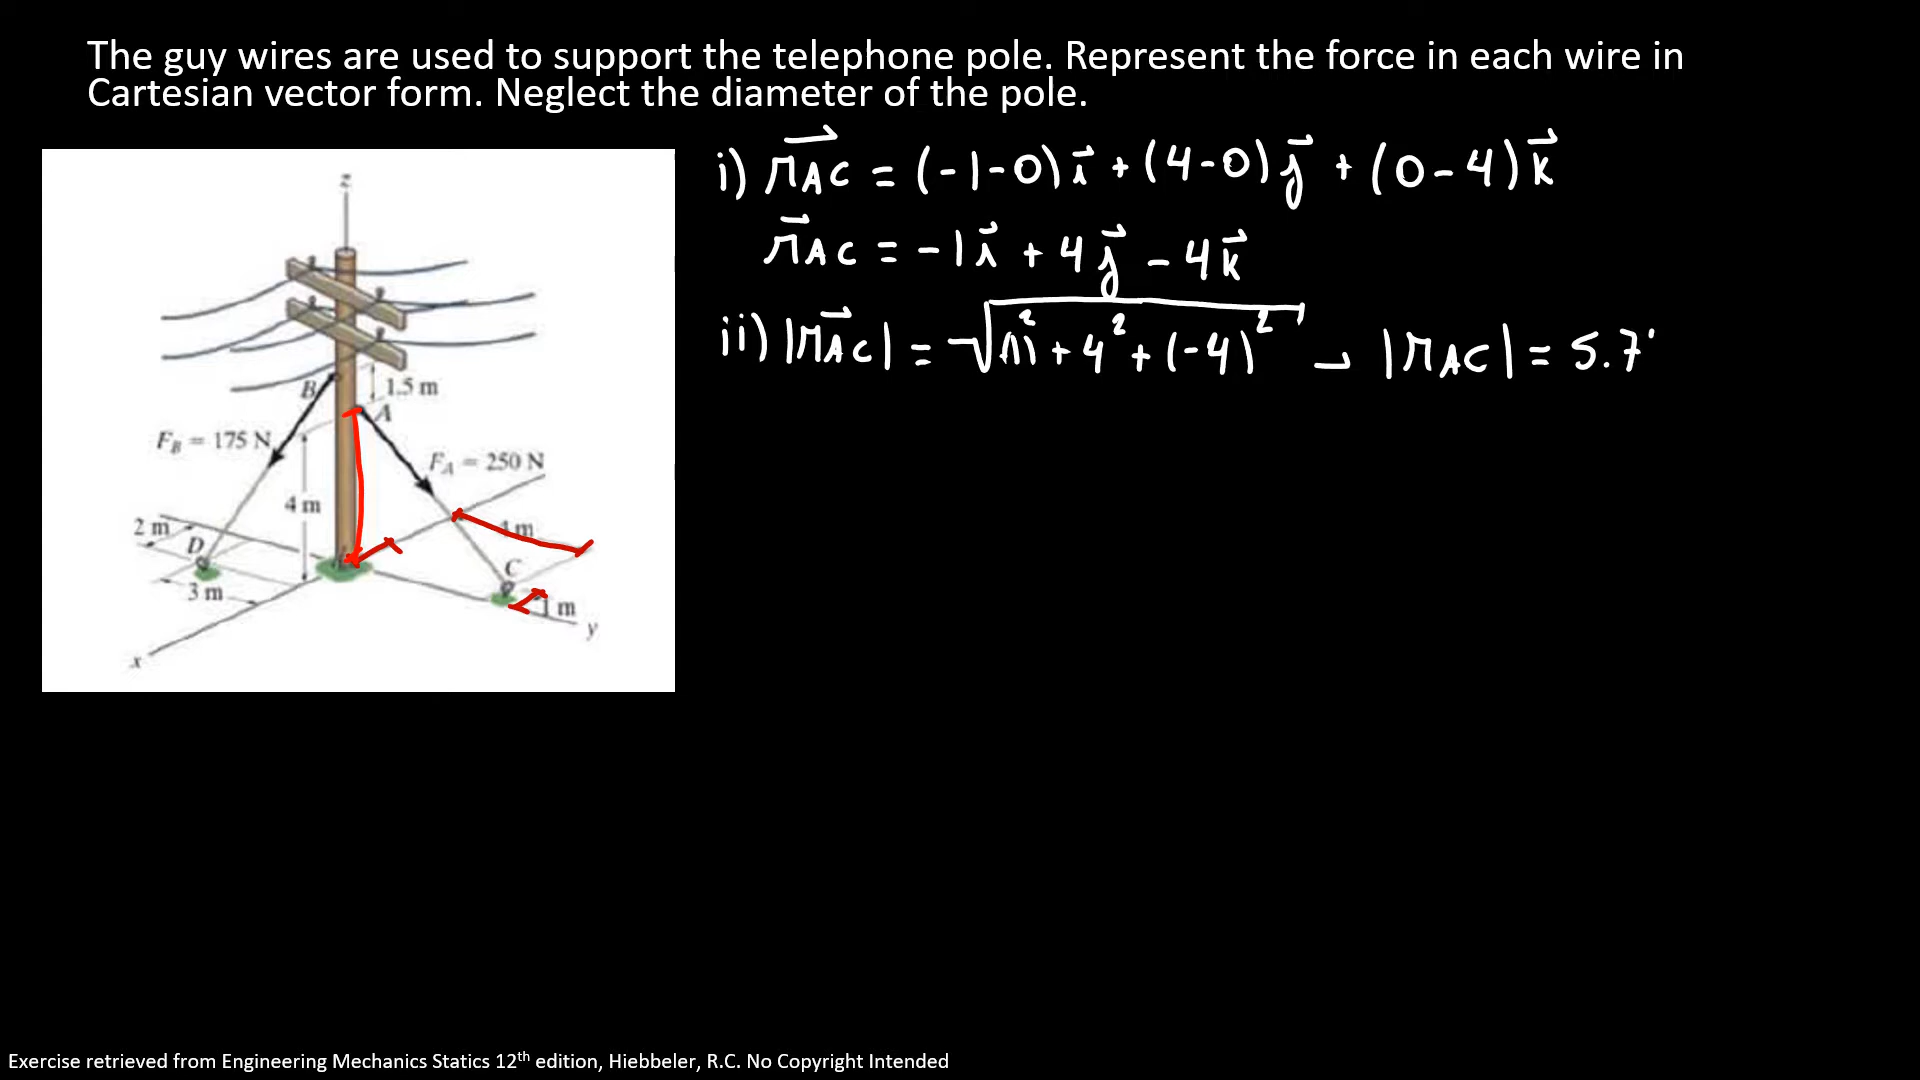 The guy wires are used to support the telephone pole. Represent the force in each wire in
Cartesian vector form. Neglect the diameter of the pole.
i) r⃗AC = (-1-0)i⃗ + (4-0)j⃗ + (0-4)k⃗
r⃗AC = -1i⃗ + 4j⃗ - 4k⃗
ii) |r⃗AC| = √(1)² + 4² + (-4)² → |rAC| = 5.7
z
B
1.5 m
A
F_B = 175 N
F_A = 250 N
4 m
2 m
4 m
D
C
3 m
1 m
y
x
Exercise retrieved from Engineering Mechanics Statics 12th edition, Hiebbeler, R.C. No Copyright Intended